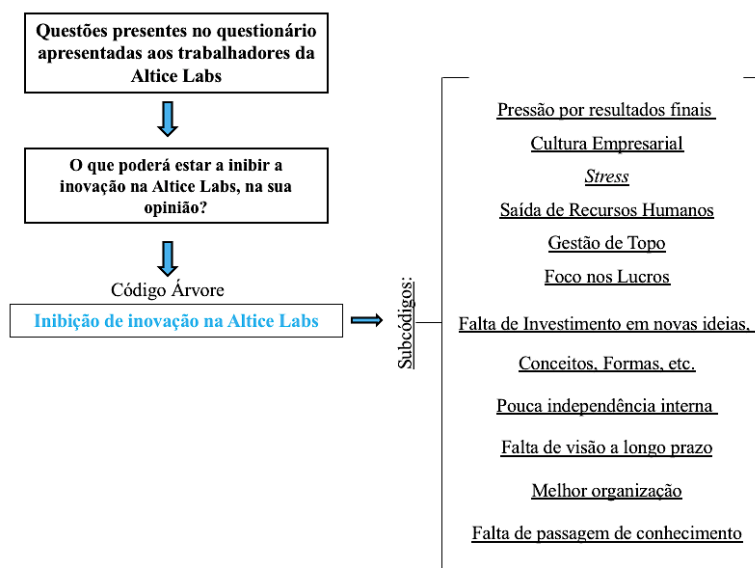 Questões presentes no questionário
apresentadas aos trabalhadores da
Altice Labs
O que poderá estar a inibir a
inovação na Altice Labs, na sua
opinião?
Código Árvore
Inibição de inovação na Altice Labs
Subcódigos:
Pressão por resultados finais
Cultura Empresarial
Stress
Saída de Recursos Humanos
Gestão de Topo
Foco nos Lucros
Falta de Investimento em novas ideias,
Conceitos, Formas, etc.
Pouca independência interna
Falta de visão a longo prazo
Melhor organização
Falta de passagem de conhecimento